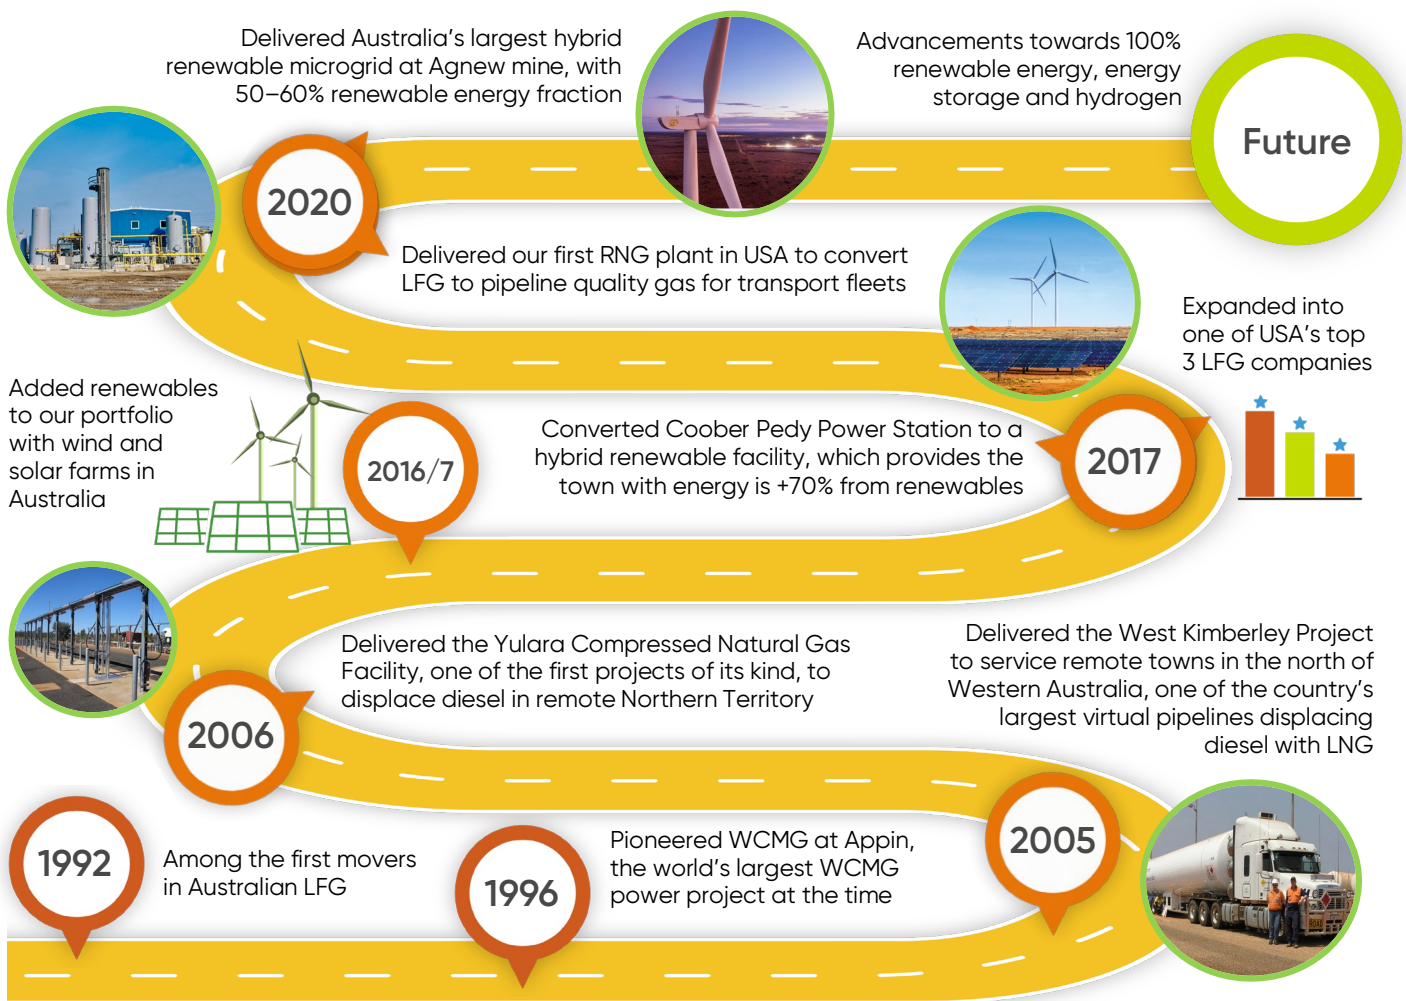 Delivered Australia's largest hybrid
renewable microgrid at Agnew mine, with
50–60% renewable energy fraction
Advancements towards 100%
renewable energy, energy
storage and hydrogen
Future
2020
Delivered our first RNG plant in USA to convert
LFG to pipeline quality gas for transport fleets
Expanded into
one of USA's top
3 LFG companies
Added renewables
to our portfolio
with wind and
solar farms in
Australia
2016/7
Converted Coober Pedy Power Station to a
hybrid renewable facility, which provides the
town with energy is +70% from renewables
2017
Delivered the Yulara Compressed Natural Gas
Facility, one of the first projects of its kind, to
displace diesel in remote Northern Territory
2006
Delivered the West Kimberley Project
to service remote towns in the north of
Western Australia, one of the country's
largest virtual pipelines displacing
diesel with LNG
1992
Among the first movers
in Australian LFG
1996
Pioneered WCMG at Appin,
the world's largest WCMG
power project at the time
2005